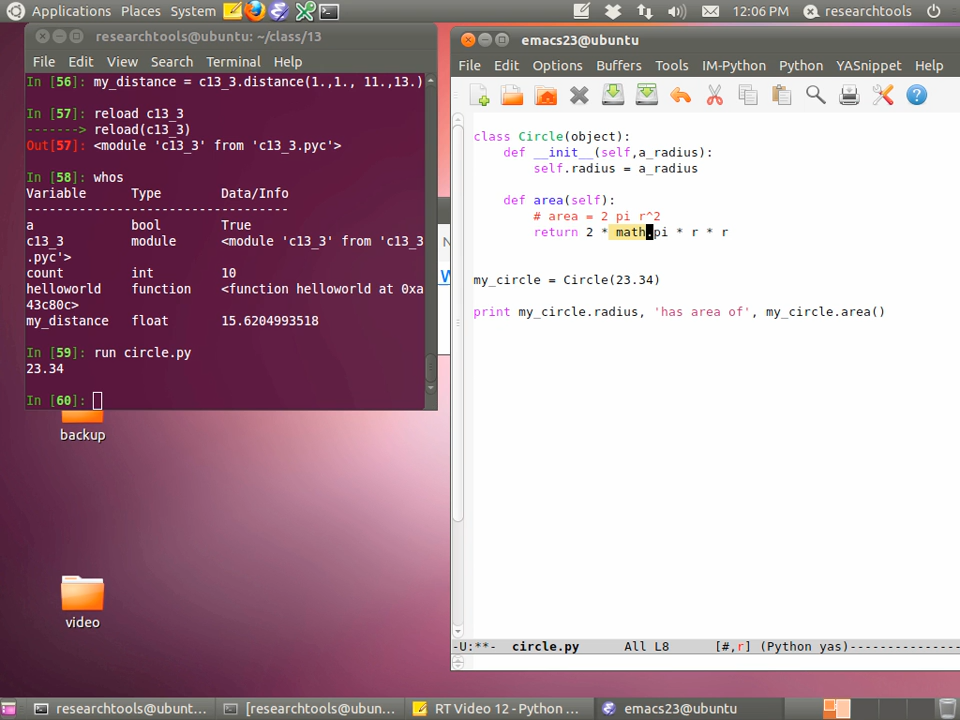 Applications Places System 12:06 PM researchtools
researchtools@ubuntu: ~/class/13
File Edit View Search Terminal Help
In [56]: my_distance = c13_3.distance(1.,1., 11.,13.)
In [57]: reload c13_3
-------> reload(c13_3)
Out[57]: <module 'c13_3' from 'c13_3.pyc'>
In [58]: whos
Variable Type Data/Info
-----------------------------------
a bool True
c13_3 module <module 'c13_3' from 'c13_3
.pyc'>
count int 10
helloworld function <function helloworld at 0xa
43c80c>
my_distance float 15.6204993518
In [59]: run circle.py
23.34
In [60]:
backup
video
emacs23@ubuntu
File Edit Options Buffers Tools IM-Python Python YASnippet Help
class Circle(object):
def __init__(self,a_radius):
self.radius = a_radius
def area(self):
# area = 2 pi r^2
return 2 * math.pi * r * r
my_circle = Circle(23.34)
print my_circle.radius, 'has area of', my_circle.area()
-U:**- circle.py All L8 [#,r] (Python yas)---------------
researchtools@ubunt... [researchtools@ubun... RT Video 12 - Python ... emacs23@ubuntu